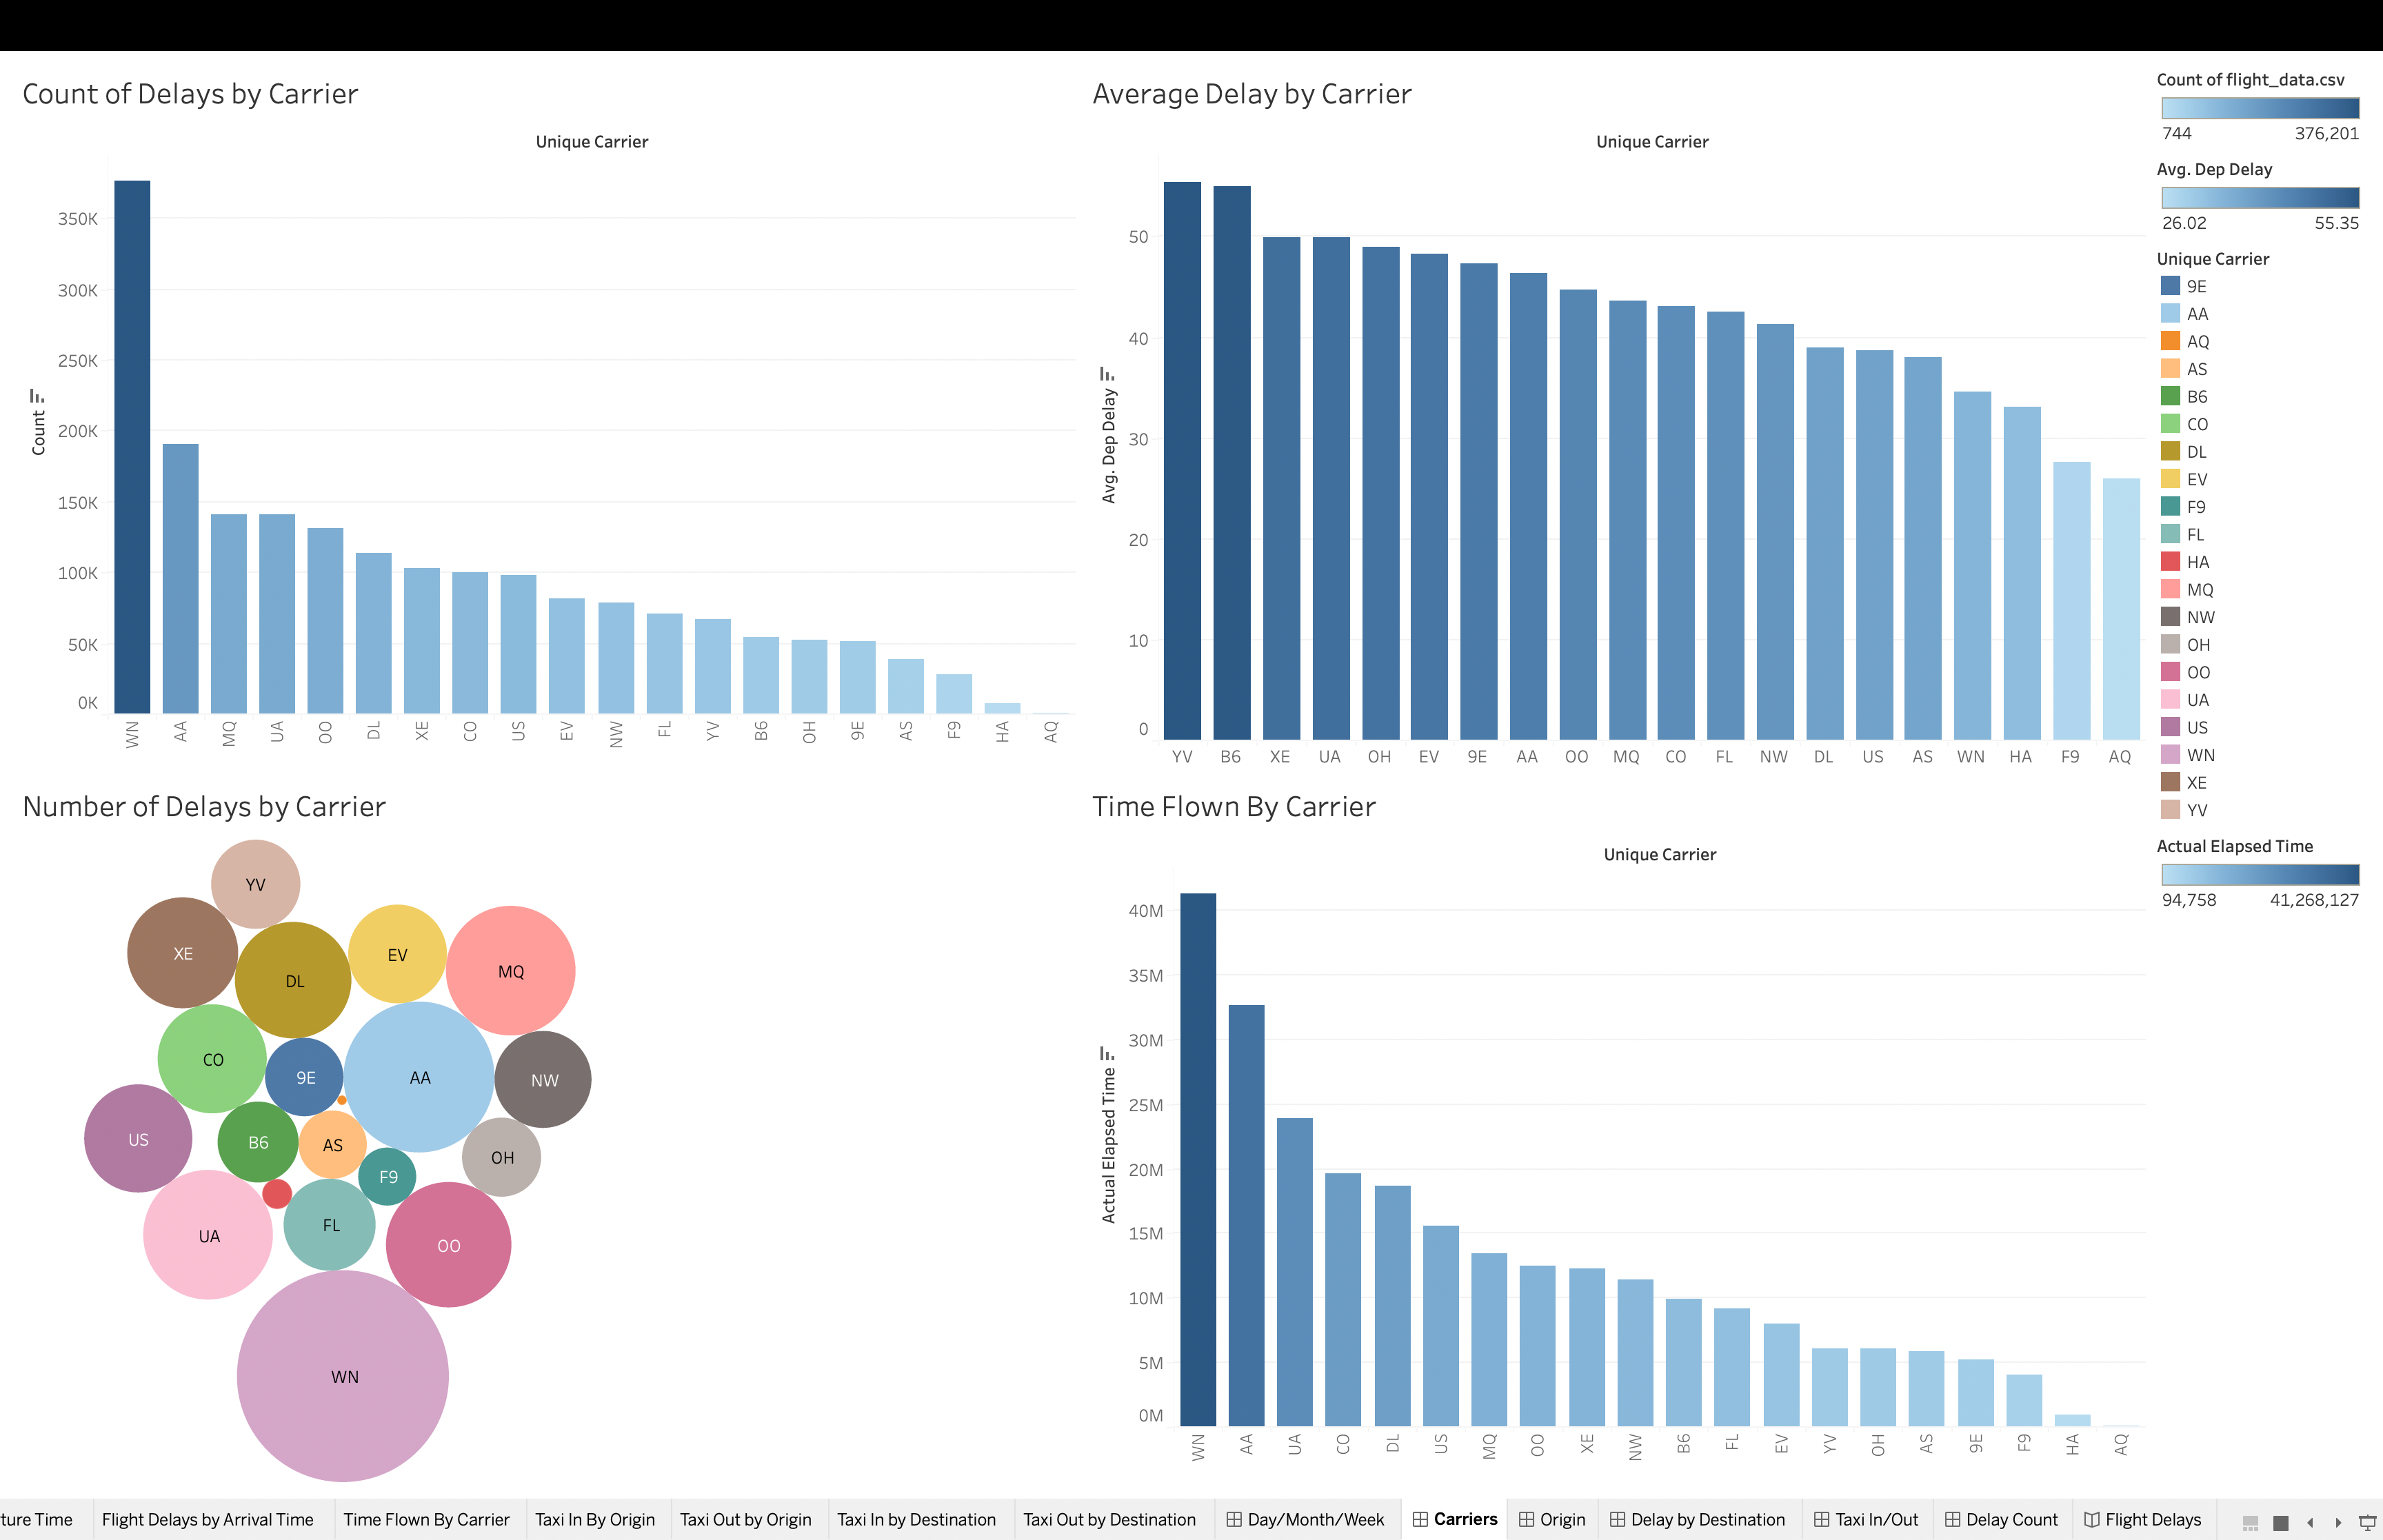 Count of Delays by Carrier
Unique Carrier
Count
350K
300K
250K
200K
150K
100K
50K
0K
WN AA MQ UA OO DL XE CO US EV NW FL YV B6 OH 9E AS F9 HA AQ
Average Delay by Carrier
Unique Carrier
Avg. Dep Delay
50
40
30
20
10
0
YV B6 XE UA OH EV 9E AA OO MQ CO FL NW DL US AS WN HA F9 AQ
Count of flight_data.csv
744 376,201
Avg. Dep Delay
26.02 55.35
Unique Carrier
9E
AA
AQ
AS
B6
CO
DL
EV
F9
FL
HA
MQ
NW
OH
OO
UA
US
WN
XE
YV
Actual Elapsed Time
94,758 41,268,127
Number of Delays by Carrier
YV
XE
DL
EV
MQ
CO
9E
AA
NW
US
B6
AS
OH
F9
UA
FL
OO
WN
Time Flown By Carrier
Unique Carrier
Actual Elapsed Time
40M
35M
30M
25M
20M
15M
10M
5M
0M
WN AA UA CO DL US MQ OO XE NW B6 FL EV YV OH AS 9E F9 HA AQ
ture Time Flight Delays by Arrival Time Time Flown By Carrier Taxi In By Origin Taxi Out by Origin Taxi In by Destination Taxi Out by Destination Day/Month/Week Carriers Origin Delay by Destination Taxi In/Out Delay Count Flight Delays